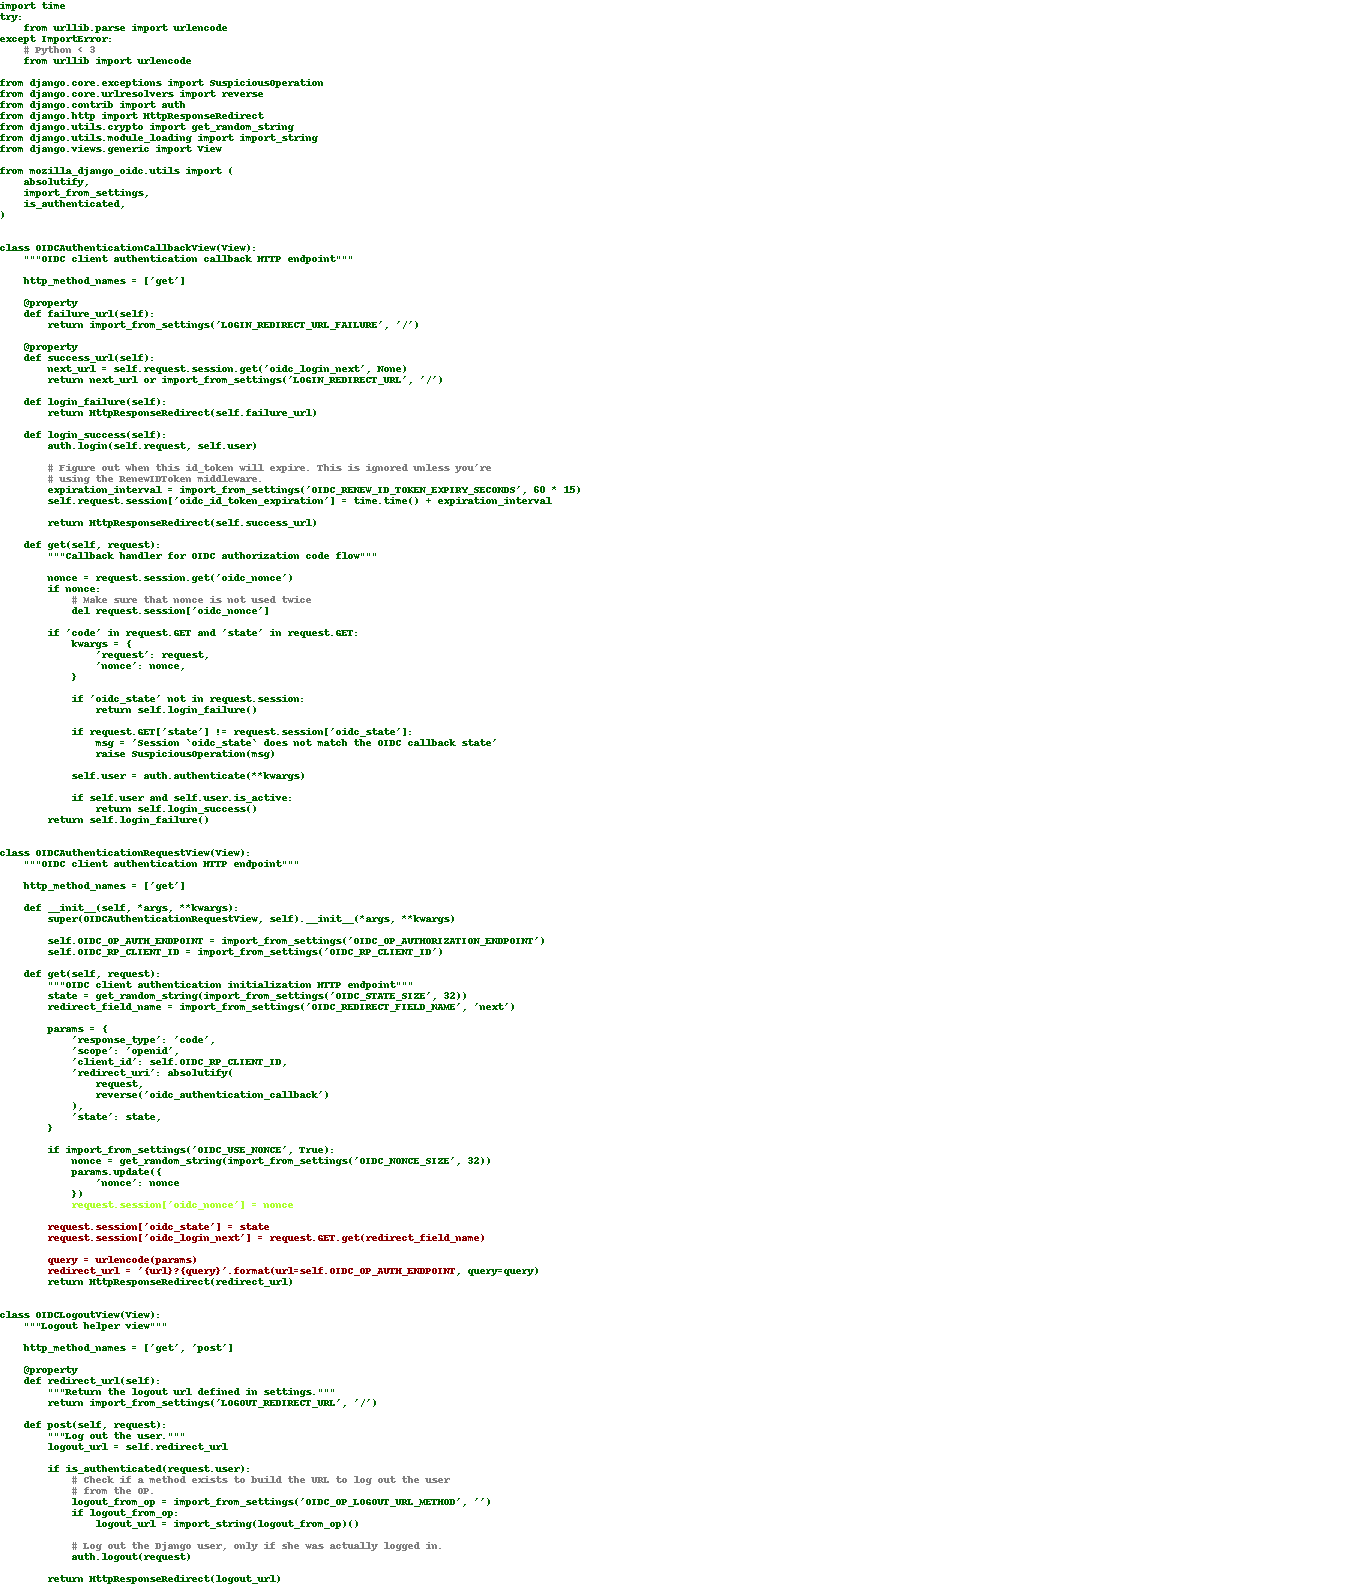 import time
try:
    from urllib.parse import urlencode
except ImportError:
    # Python < 3
    from urllib import urlencode

from django.core.exceptions import SuspiciousOperation
from django.core.urlresolvers import reverse
from django.contrib import auth
from django.http import HttpResponseRedirect
from django.utils.crypto import get_random_string
from django.utils.module_loading import import_string
from django.views.generic import View

from mozilla_django_oidc.utils import (
    absolutify,
    import_from_settings,
    is_authenticated,
)


class OIDCAuthenticationCallbackView(View):
    """OIDC client authentication callback HTTP endpoint"""

    http_method_names = ['get']

    @property
    def failure_url(self):
        return import_from_settings('LOGIN_REDIRECT_URL_FAILURE', '/')

    @property
    def success_url(self):
        next_url = self.request.session.get('oidc_login_next', None)
        return next_url or import_from_settings('LOGIN_REDIRECT_URL', '/')

    def login_failure(self):
        return HttpResponseRedirect(self.failure_url)

    def login_success(self):
        auth.login(self.request, self.user)

        # Figure out when this id_token will expire. This is ignored unless you're
        # using the RenewIDToken middleware.
        expiration_interval = import_from_settings('OIDC_RENEW_ID_TOKEN_EXPIRY_SECONDS', 60 * 15)
        self.request.session['oidc_id_token_expiration'] = time.time() + expiration_interval

        return HttpResponseRedirect(self.success_url)

    def get(self, request):
        """Callback handler for OIDC authorization code flow"""

        nonce = request.session.get('oidc_nonce')
        if nonce:
            # Make sure that nonce is not used twice
            del request.session['oidc_nonce']

        if 'code' in request.GET and 'state' in request.GET:
            kwargs = {
                'request': request,
                'nonce': nonce,
            }

            if 'oidc_state' not in request.session:
                return self.login_failure()

            if request.GET['state'] != request.session['oidc_state']:
                msg = 'Session `oidc_state` does not match the OIDC callback state'
                raise SuspiciousOperation(msg)

            self.user = auth.authenticate(**kwargs)

            if self.user and self.user.is_active:
                return self.login_success()
        return self.login_failure()


class OIDCAuthenticationRequestView(View):
    """OIDC client authentication HTTP endpoint"""

    http_method_names = ['get']

    def __init__(self, *args, **kwargs):
        super(OIDCAuthenticationRequestView, self).__init__(*args, **kwargs)

        self.OIDC_OP_AUTH_ENDPOINT = import_from_settings('OIDC_OP_AUTHORIZATION_ENDPOINT')
        self.OIDC_RP_CLIENT_ID = import_from_settings('OIDC_RP_CLIENT_ID')

    def get(self, request):
        """OIDC client authentication initialization HTTP endpoint"""
        state = get_random_string(import_from_settings('OIDC_STATE_SIZE', 32))
        redirect_field_name = import_from_settings('OIDC_REDIRECT_FIELD_NAME', 'next')

        params = {
            'response_type': 'code',
            'scope': 'openid',
            'client_id': self.OIDC_RP_CLIENT_ID,
            'redirect_uri': absolutify(
                request,
                reverse('oidc_authentication_callback')
            ),
            'state': state,
        }

        if import_from_settings('OIDC_USE_NONCE', True):
            nonce = get_random_string(import_from_settings('OIDC_NONCE_SIZE', 32))
            params.update({
                'nonce': nonce
            })
            request.session['oidc_nonce'] = nonce

        request.session['oidc_state'] = state
        request.session['oidc_login_next'] = request.GET.get(redirect_field_name)

        query = urlencode(params)
        redirect_url = '{url}?{query}'.format(url=self.OIDC_OP_AUTH_ENDPOINT, query=query)
        return HttpResponseRedirect(redirect_url)


class OIDCLogoutView(View):
    """Logout helper view"""

    http_method_names = ['get', 'post']

    @property
    def redirect_url(self):
        """Return the logout url defined in settings."""
        return import_from_settings('LOGOUT_REDIRECT_URL', '/')

    def post(self, request):
        """Log out the user."""
        logout_url = self.redirect_url

        if is_authenticated(request.user):
            # Check if a method exists to build the URL to log out the user
            # from the OP.
            logout_from_op = import_from_settings('OIDC_OP_LOGOUT_URL_METHOD', '')
            if logout_from_op:
                logout_url = import_string(logout_from_op)()

            # Log out the Django user, only if she was actually logged in.
            auth.logout(request)

        return HttpResponseRedirect(logout_url)